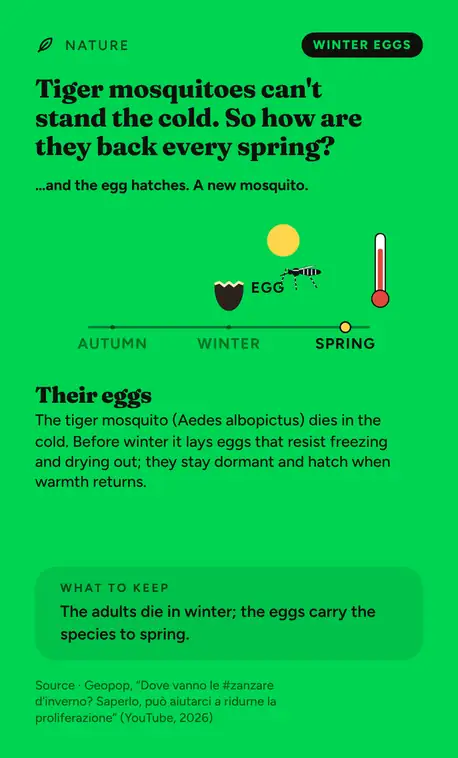 NATURE
WINTER EGGS
Tiger mosquitoes can't
stand the cold. So how are
they back every spring?
...and the egg hatches. A new mosquito.
EGG
AUTUMN
WINTER
SPRING
Their eggs
The tiger mosquito (Aedes albopictus) dies in the
cold. Before winter it lays eggs that resist freezing
and drying out; they stay dormant and hatch when
warmth returns.
WHAT TO KEEP
The adults die in winter; the eggs carry the
species to spring.
Source · Geopop, “Dove vanno le #zanzare
d’inverno? Saperlo, può aiutarci a ridurne la
proliferazione” (YouTube, 2026)